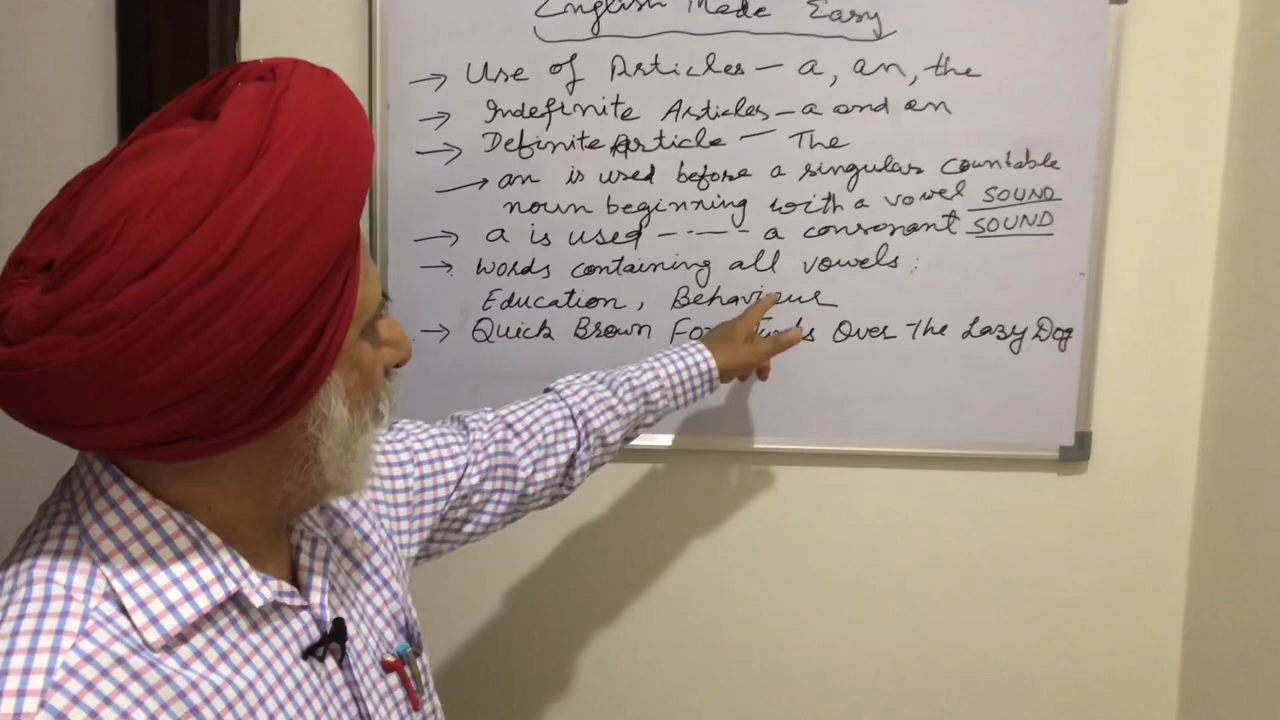 English Made Easy
→ Use of Articles — a, an, the
→ Indefinite Articles — a and an
→ Definite Article — The
→ an is used before a singular countable
noun beginning with a vowel SOUND
→ a is used - - - - a consonant SOUND
→ Words containing all vowels:
Education, Behaviour
→ Quick Brown Fox Over The Lazy Dog